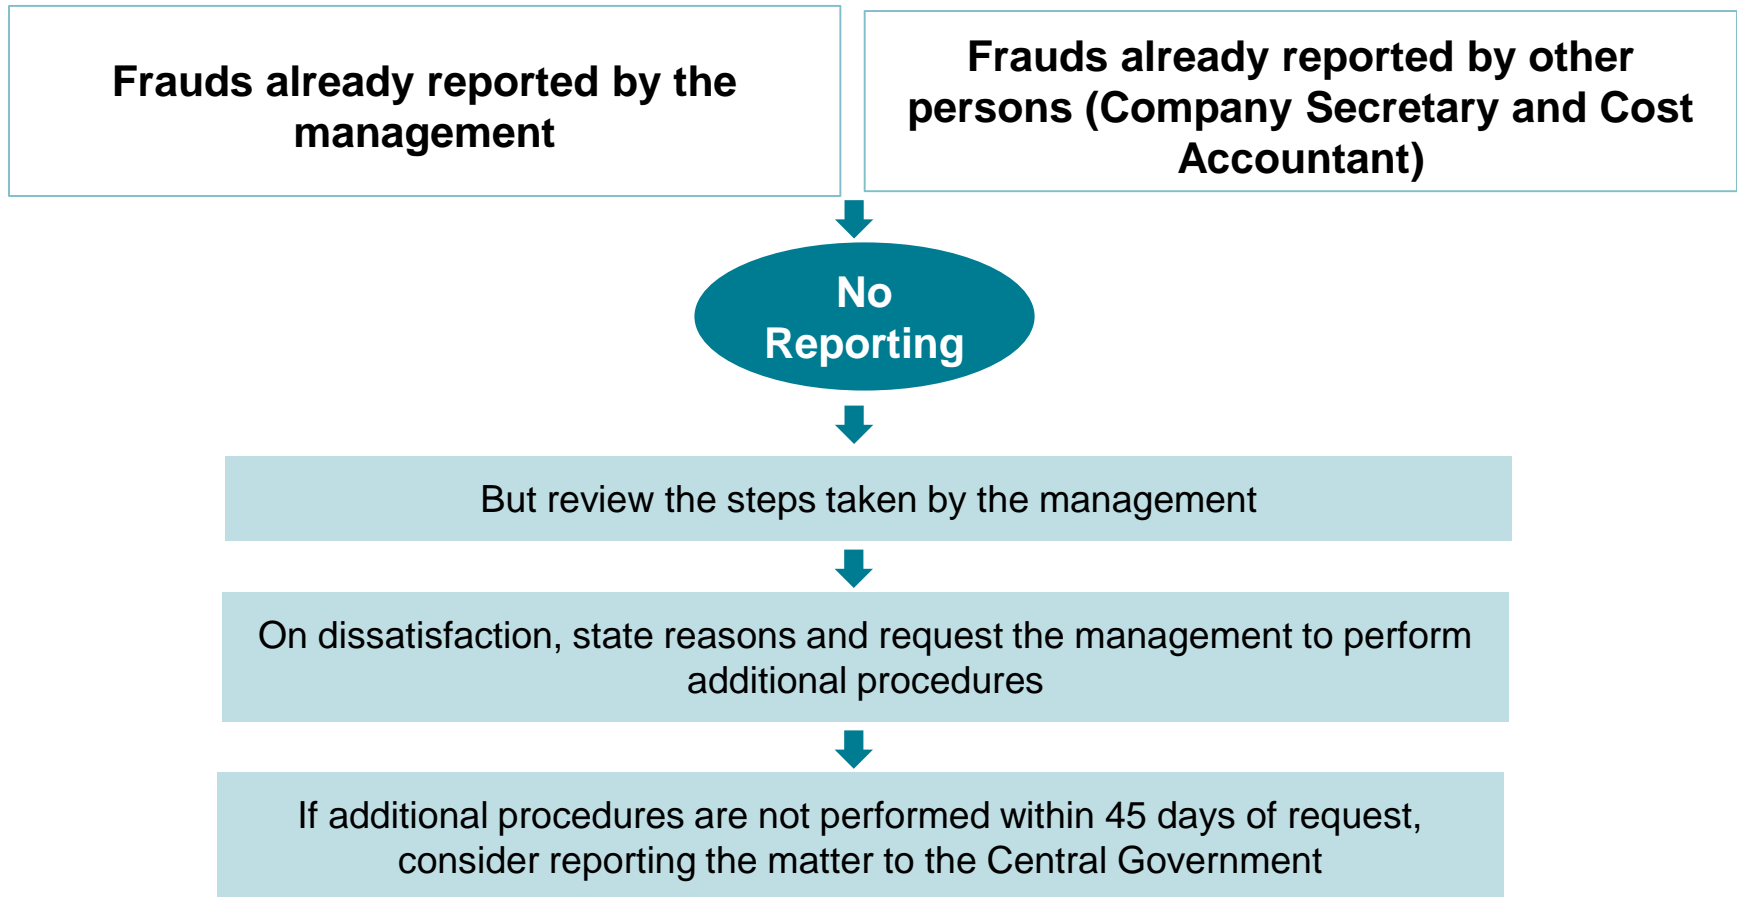 Frauds already reported by the
management
Frauds already reported by other
persons (Company Secretary and Cost
Accountant)
No
Reporting
But review the steps taken by the management
On dissatisfaction, state reasons and request the management to perform
additional procedures
If additional procedures are not performed within 45 days of request,
consider reporting the matter to the Central Government